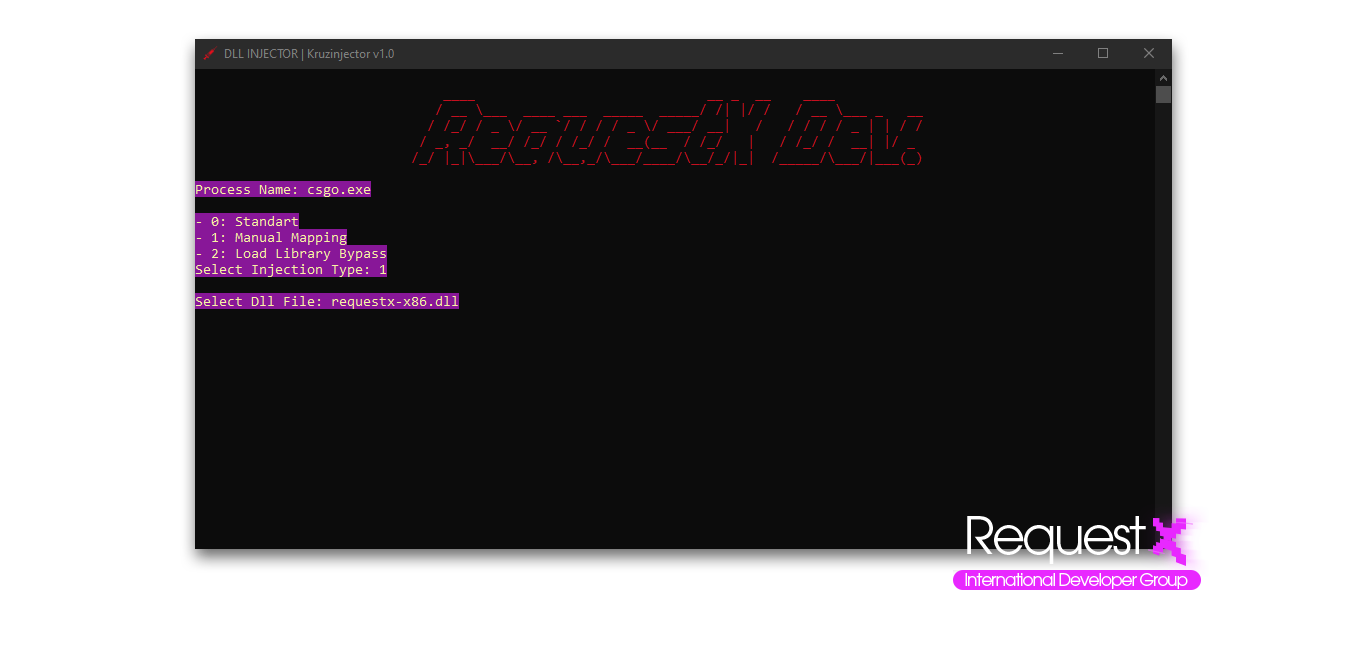 DLL INJECTOR | Kruzinjector v1.0
RequestX Dev.
Process Name: csgo.exe
- 0: Standart
- 1: Manual Mapping
- 2: Load Library Bypass
Select Injection Type: 1
Select Dll File: requestx-x86.dll
Request X
International Developer Group